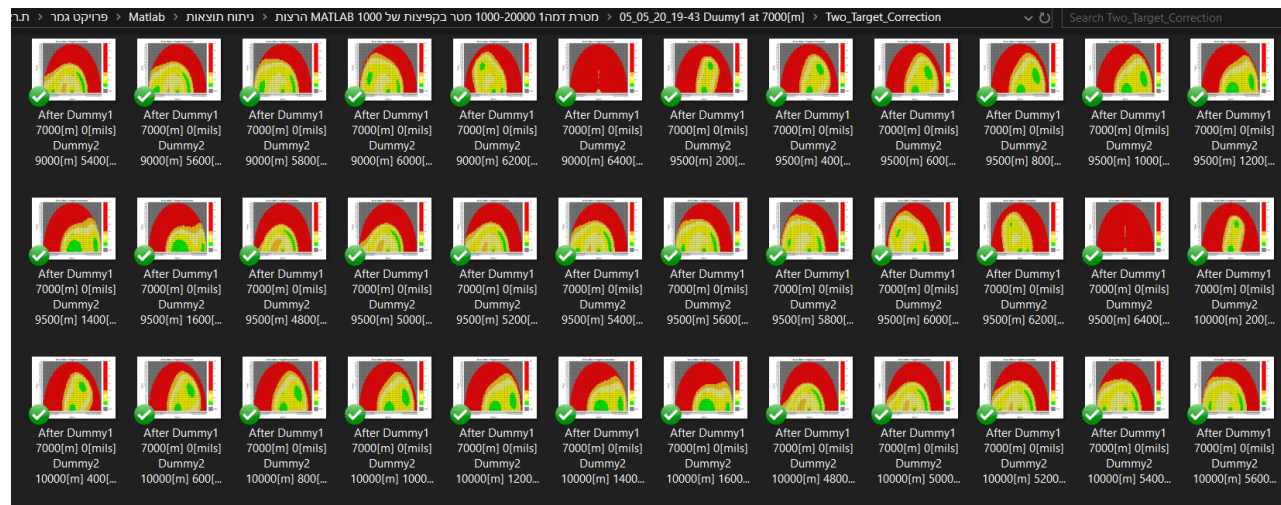 ת.ר > פרויקט גמר > Matlab > ניתוח תוצאות > הרצות MATLAB מטרת דמה1 1000-20000 מטר בקפיצות של 1000 > 05_05_20_19-43 Duumy1 at 7000[m] > Two_Target_Correction
Search Two_Target_Correction
After Dummy1
7000[m] 0[mils]
Dummy2
9000[m] 5400[...
After Dummy1
7000[m] 0[mils]
Dummy2
9000[m] 5600[...
After Dummy1
7000[m] 0[mils]
Dummy2
9000[m] 5800[...
After Dummy1
7000[m] 0[mils]
Dummy2
9000[m] 6000[...
After Dummy1
7000[m] 0[mils]
Dummy2
9000[m] 6200[...
After Dummy1
7000[m] 0[mils]
Dummy2
9000[m] 6400[...
After Dummy1
7000[m] 0[mils]
Dummy2
9500[m] 200[...
After Dummy1
7000[m] 0[mils]
Dummy2
9500[m] 400[...
After Dummy1
7000[m] 0[mils]
Dummy2
9500[m] 600[...
After Dummy1
7000[m] 0[mils]
Dummy2
9500[m] 800[...
After Dummy1
7000[m] 0[mils]
Dummy2
9500[m] 1000[...
After Dummy1
7000[m] 0[mils]
Dummy2
9500[m] 1200[...
After Dummy1
7000[m] 0[mils]
Dummy2
9500[m] 1400[...
After Dummy1
7000[m] 0[mils]
Dummy2
9500[m] 1600[...
After Dummy1
7000[m] 0[mils]
Dummy2
9500[m] 4800[...
After Dummy1
7000[m] 0[mils]
Dummy2
9500[m] 5000[...
After Dummy1
7000[m] 0[mils]
Dummy2
9500[m] 5200[...
After Dummy1
7000[m] 0[mils]
Dummy2
9500[m] 5400[...
After Dummy1
7000[m] 0[mils]
Dummy2
9500[m] 5600[...
After Dummy1
7000[m] 0[mils]
Dummy2
9500[m] 5800[...
After Dummy1
7000[m] 0[mils]
Dummy2
9500[m] 6000[...
After Dummy1
7000[m] 0[mils]
Dummy2
9500[m] 6200[...
After Dummy1
7000[m] 0[mils]
Dummy2
9500[m] 6400[...
After Dummy1
7000[m] 0[mils]
Dummy2
10000[m] 200[...
After Dummy1
7000[m] 0[mils]
Dummy2
10000[m] 400[...
After Dummy1
7000[m] 0[mils]
Dummy2
10000[m] 600[...
After Dummy1
7000[m] 0[mils]
Dummy2
10000[m] 800[...
After Dummy1
7000[m] 0[mils]
Dummy2
10000[m] 1000...
After Dummy1
7000[m] 0[mils]
Dummy2
10000[m] 1200...
After Dummy1
7000[m] 0[mils]
Dummy2
10000[m] 1400...
After Dummy1
7000[m] 0[mils]
Dummy2
10000[m] 1600...
After Dummy1
7000[m] 0[mils]
Dummy2
10000[m] 4800...
After Dummy1
7000[m] 0[mils]
Dummy2
10000[m] 5000...
After Dummy1
7000[m] 0[mils]
Dummy2
10000[m] 5200...
After Dummy1
7000[m] 0[mils]
Dummy2
10000[m] 5400...
After Dummy1
7000[m] 0[mils]
Dummy2
10000[m] 5600...